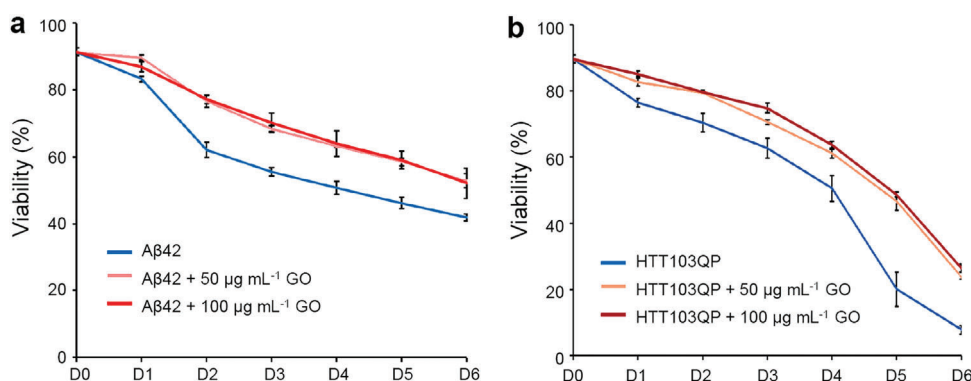 a
100
80
60
40
20
0
Viability (%)
Aβ42
Aβ42 + 50 µg mL⁻¹ GO
Aβ42 + 100 µg mL⁻¹ GO
D0 D1 D2 D3 D4 D5 D6
b
100
80
60
40
20
0
Viability (%)
HTT103QP
HTT103QP + 50 µg mL⁻¹ GO
HTT103QP + 100 µg mL⁻¹ GO
D0 D1 D2 D3 D4 D5 D6